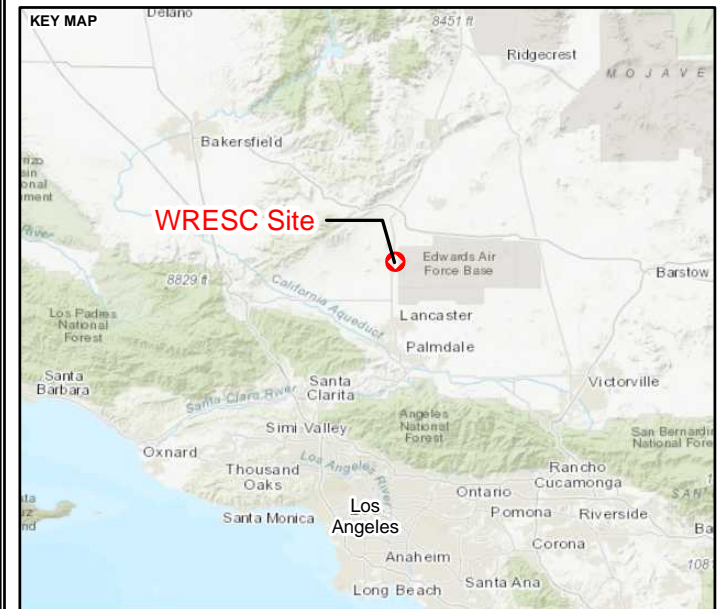 KEY MAP
Delano
8451 ft
Ridgecrest
MOJAVE
Bakersfield
WRESC Site
Edwards Air
Force Base
Barstow
8829 ft
California Aqueduct
Los Padres
National
Forest
Lancaster
Palmdale
Santa
Barbara
Santa
Clarita
Victorville
Santa Clara River
Angeles
National
Forest
Simi Valley
San Bernardin
National Fore
Oxnard
Thousand
Oaks
Los Angeles River
Rancho
Cucamonga
Ontario
SAN
Los
Angeles
Santa Monica
Pomona
Riverside
Corona
Anaheim
Santa Ana
Long Beach